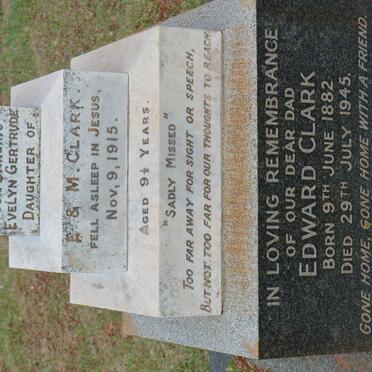 EVELYN GERTRUDE
DAUGHTER OF
E & M. CLARK.
FELL ASLEEP IN JESUS,
NOV, 9, 1915.
AGED 9½ YEARS.
"SADLY MISSED"
TOO FAR AWAY FOR SIGHT OR SPEECH,
BUT NOT TOO FAR FOR OUR THOUGHTS TO REACH
IN LOVING REMEMBRANCE
OF OUR DEAR DAD
EDWARD CLARK
BORN 9TH JUNE 1882
DIED 29TH JULY 1945.
GONE HOME, GONE HOME WITH A FRIEND.